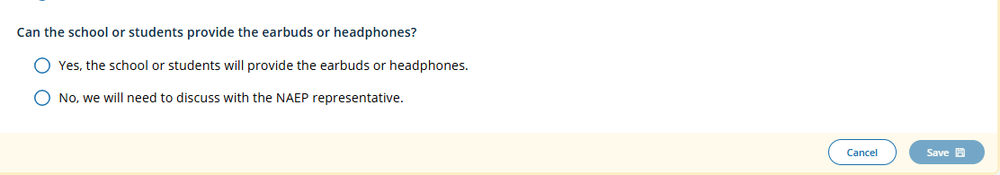 Can the school or students provide the earbuds or headphones?
Yes, the school or students will provide the earbuds or headphones.
No, we will need to discuss with the NAEP representative.
Cancel
Save